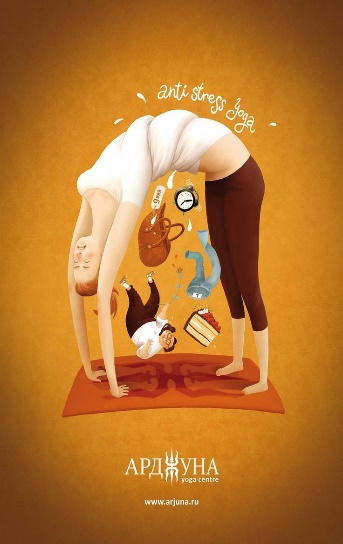 anti stress yoga
АРДЖУНА
yoga centre
www.arjuna.ru